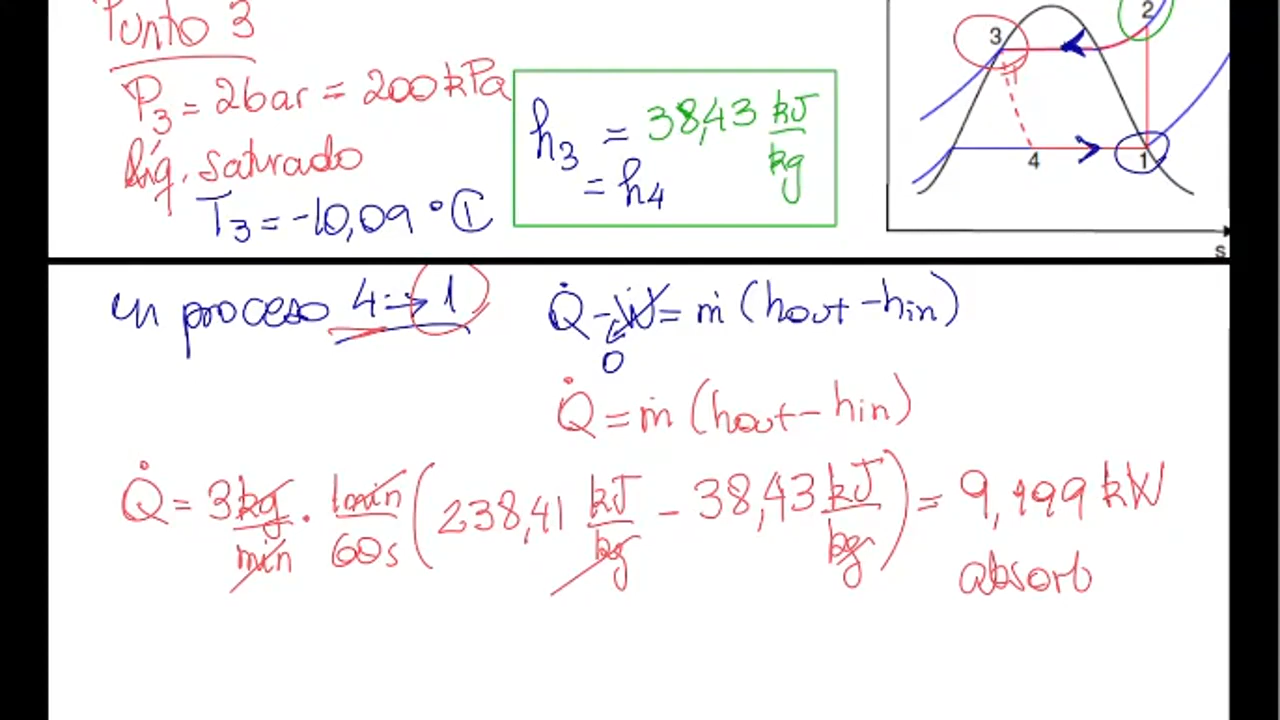 Punto 3
P3 = 2bar = 200kPa
líq. saturado
T3 = -10,09 °C
h3 = 38,43 kJ/kg
= h4
3
2
4
1
s
en proceso 4→1
Q̇ - Ẇ = ṁ (hout - hin)
0
Q̇ = ṁ (hout - hin)
Q̇ = 3 kg/min · 1min/60s (238,41 kJ/kg - 38,43 kJ/kg) = 9,999 kW
absorb